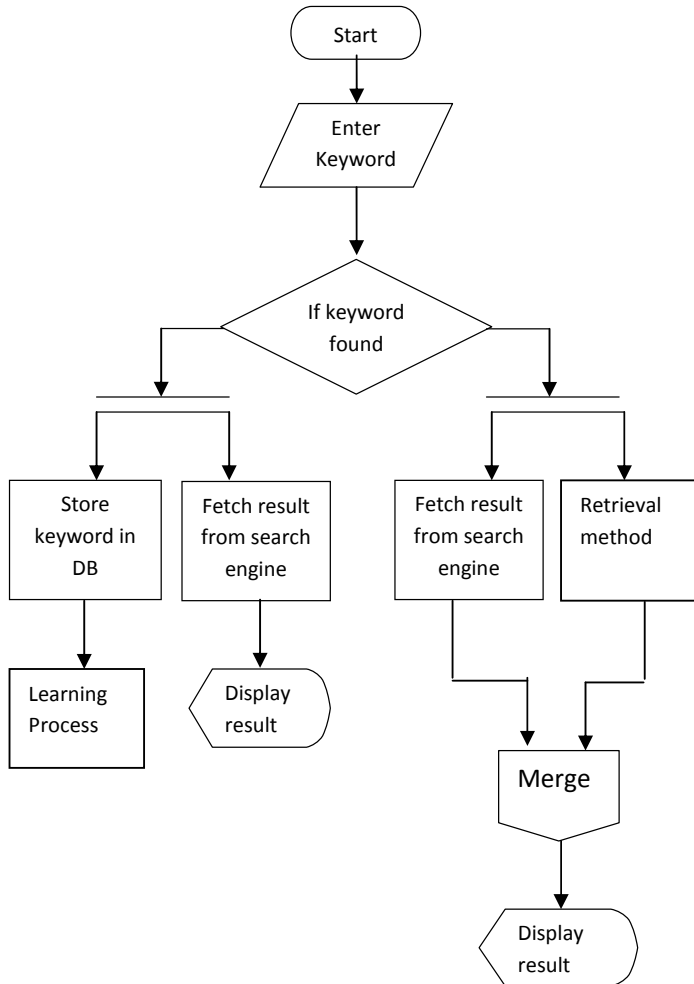 Start
Enter
Keyword
If keyword
found
Store
keyword in
DB
Fetch result
from search
engine
Fetch result
from search
engine
Retrieval
method
Learning
Process
Display
result
Merge
Display
result